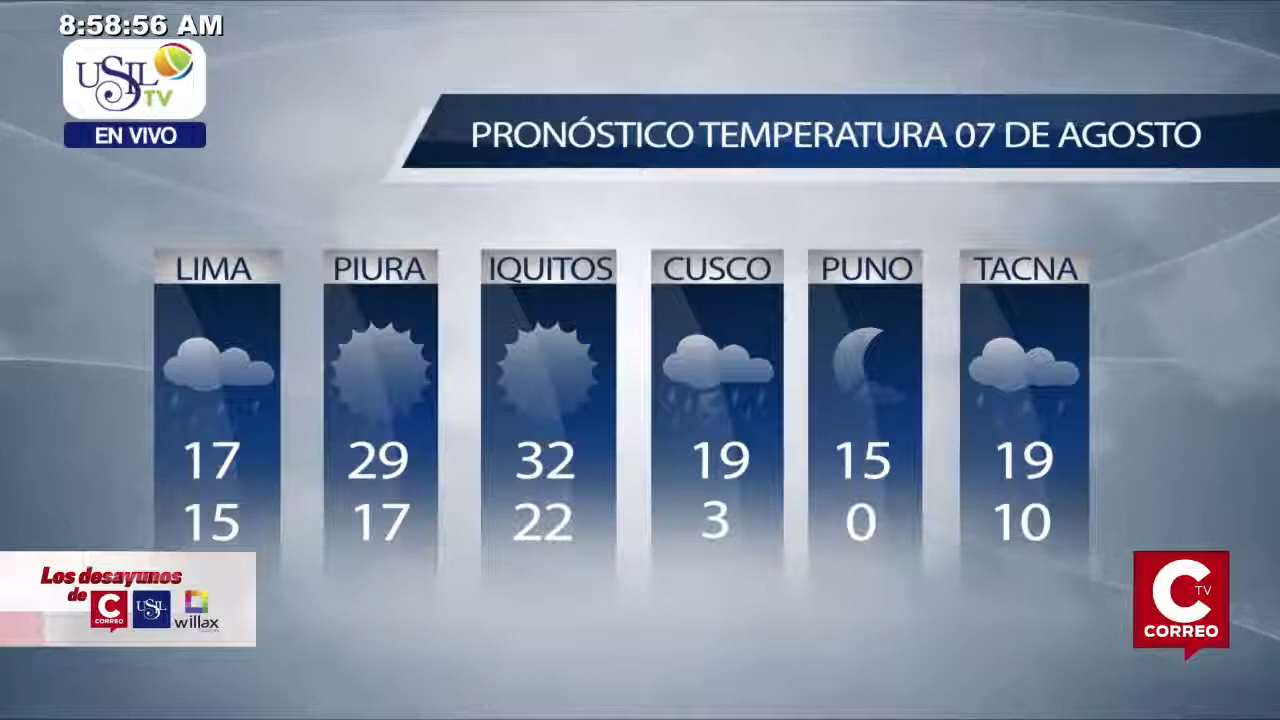 8:58:56 AM
USIL
TV
EN VIVO
PRONÓSTICO TEMPERATURA 07 DE AGOSTO
LIMA PIURA IQUITOS CUSCO PUNO TACNA
17 29 32 19 15 19
15 17 22 3 0 10
Los desayunos
de C CORREO USIL willax
C TV
CORREO